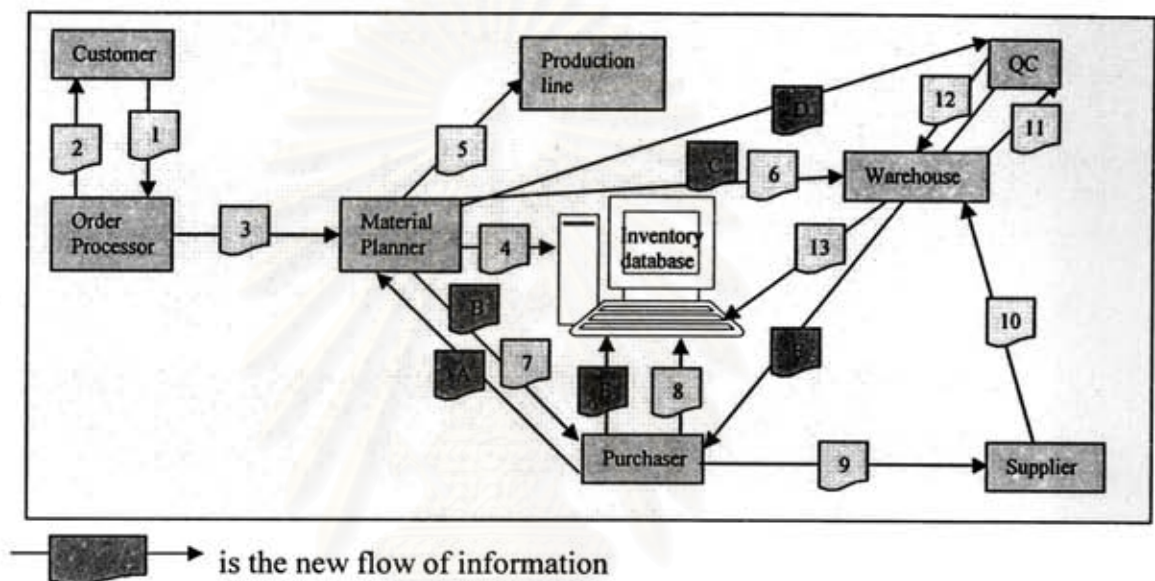 Customer
Production
line
QC
D
12
11
2
1
5
C
6
Warehouse
Order
Processor
3
Material
Planner
4
Inventory
database
13
B
10
A
7
8
Purchaser
9
Supplier
is the new flow of information